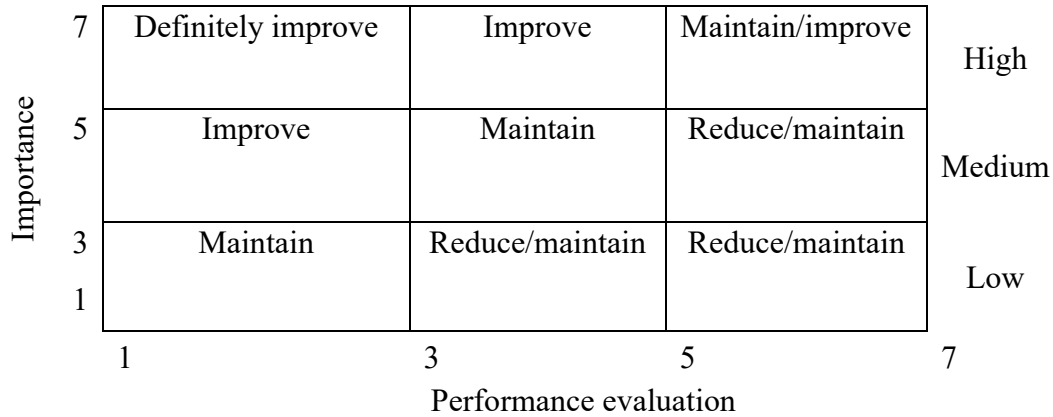 7 Definitely improve Improve Maintain/improve
High
Importance
5 Improve Maintain Reduce/maintain
Medium
3 Maintain Reduce/maintain Reduce/maintain
Low
1
1 3 5 7
Performance evaluation